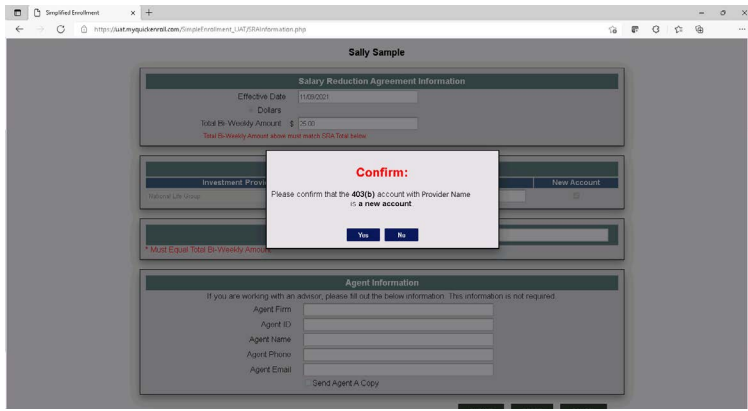 Simplified Enrollment
https://uat.myquickenroll.com/SimpleEnrollment_UAT/SRAInformation.php
Sally Sample
Salary Reduction Agreement Information
Effective Date 11/09/2021
Dollars
Total Bi-Weekly Amount $ 25.00
Total Bi-Weekly Amount above must match SRA Total below
Investment Provi
New Account
National Life Group
Confirm:
Please confirm that the 403(b) account with Provider Name
is a new account
Yes No
* Must Equal Total Bi-Weekly Amount
Agent Information
If you are working with an advisor, please fill out the below information. This information is not required.
Agent Firm
Agent ID
Agent Name
Agent Phone
Agent Email
Send Agent A Copy